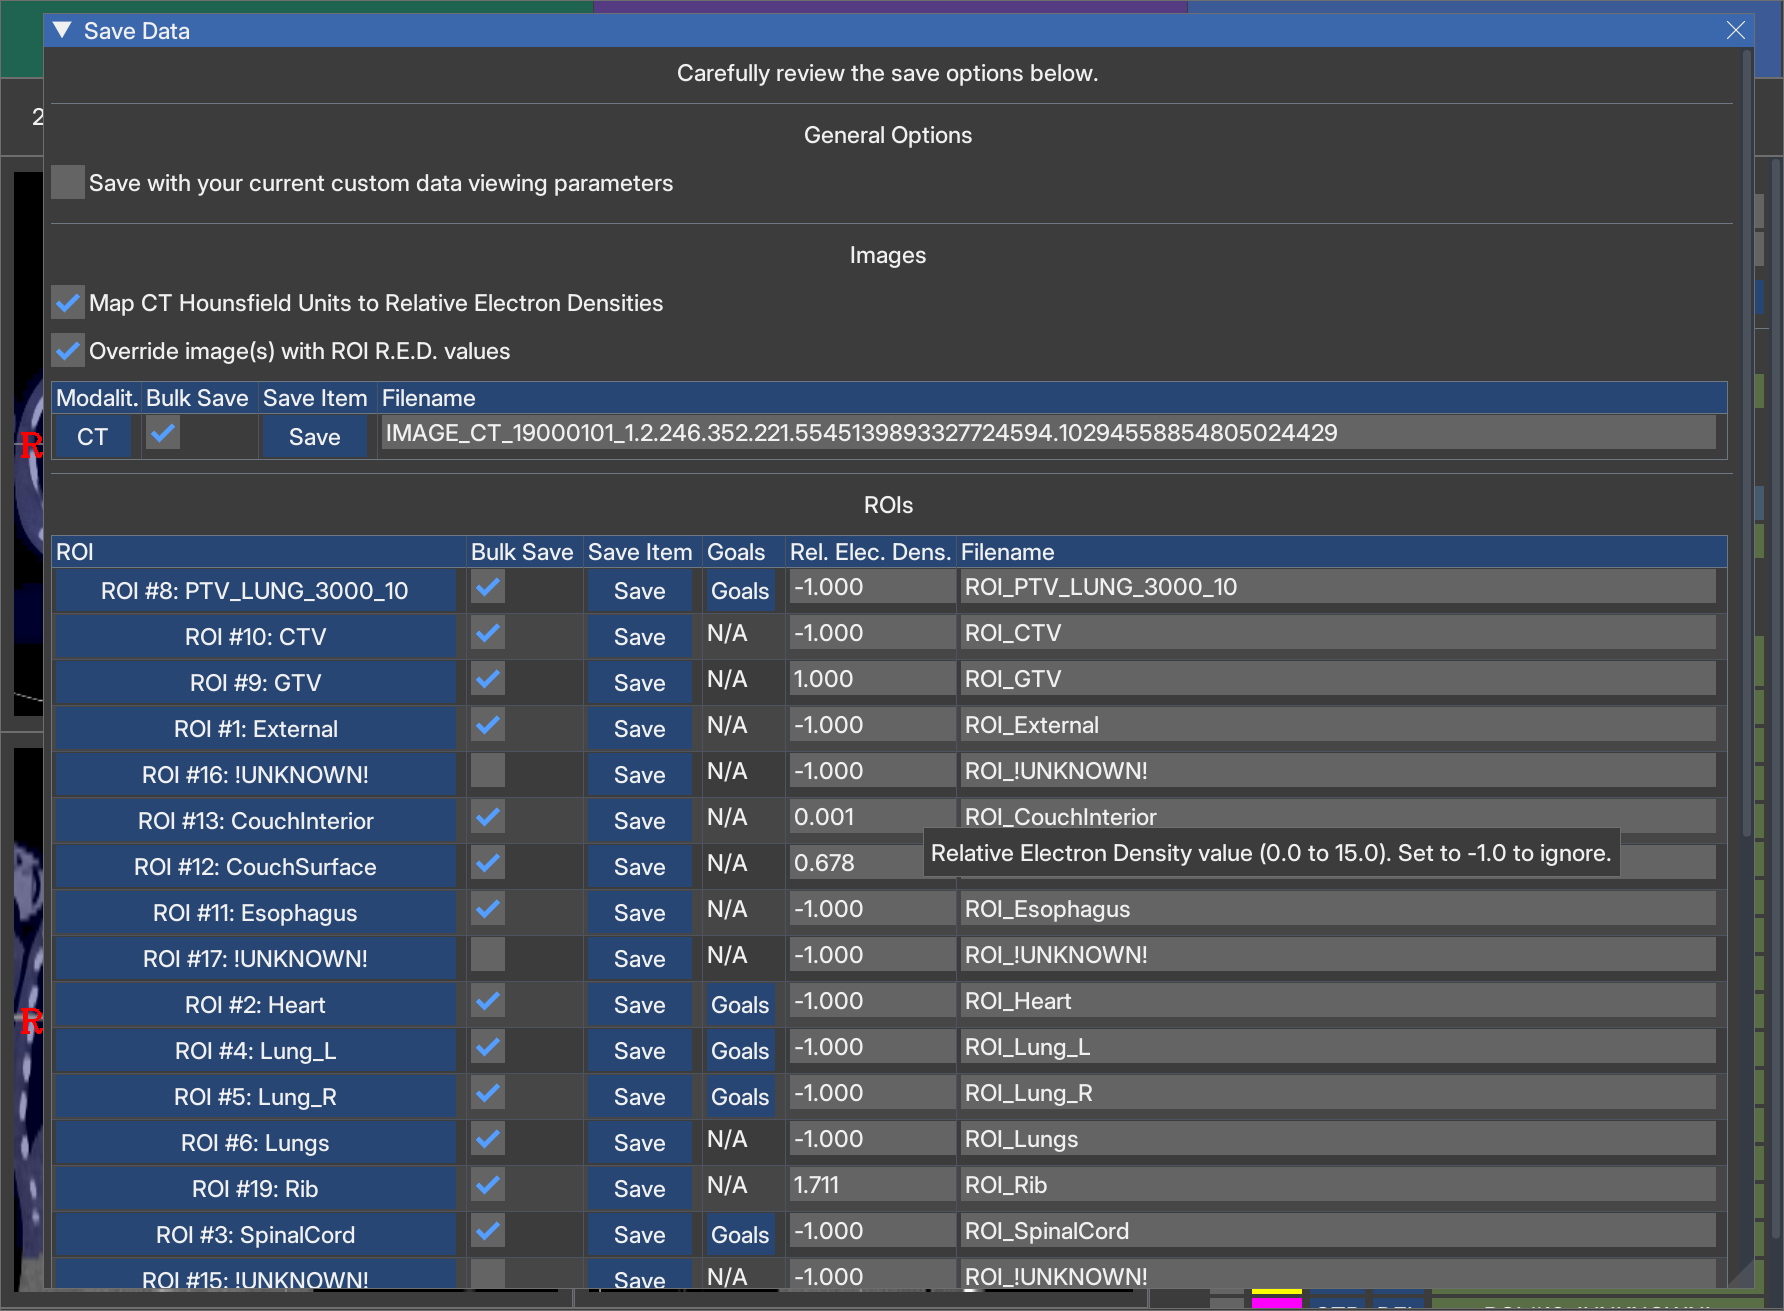 Save Data
Carefully review the save options below.
General Options
Save with your current custom data viewing parameters
Images
Map CT Hounsfield Units to Relative Electron Densities
Override image(s) with ROI R.E.D. values
Modalit. Bulk Save Save Item Filename
CT Save IMAGE_CT_19000101_1.2.246.352.221.5545139893327724594.10294558854805024429
ROIs
ROI Bulk Save Save Item Goals Rel. Elec. Dens. Filename
ROI #8: PTV_LUNG_3000_10 Save Goals -1.000 ROI_PTV_LUNG_3000_10
ROI #10: CTV Save N/A -1.000 ROI_CTV
ROI #9: GTV Save N/A 1.000 ROI_GTV
ROI #1: External Save N/A -1.000 ROI_External
ROI #16: !UNKNOWN! Save N/A -1.000 ROI_!UNKNOWN!
ROI #13: CouchInterior Save N/A 0.001 ROI_CouchInterior
Relative Electron Density value (0.0 to 15.0). Set to -1.0 to ignore.
ROI #12: CouchSurface Save N/A 0.678
ROI #11: Esophagus Save N/A -1.000 ROI_Esophagus
ROI #17: !UNKNOWN! Save N/A -1.000 ROI_!UNKNOWN!
ROI #2: Heart Save Goals -1.000 ROI_Heart
R
ROI #4: Lung_L Save Goals -1.000 ROI_Lung_L
ROI #5: Lung_R Save Goals -1.000 ROI_Lung_R
ROI #6: Lungs Save N/A -1.000 ROI_Lungs
ROI #19: Rib Save N/A 1.711 ROI_Rib
ROI #3: SpinalCord Save Goals -1.000 ROI_SpinalCord
ROI #15: !UNKNOWN! Save N/A -1.000 ROI_!UNKNOWN!
2
R